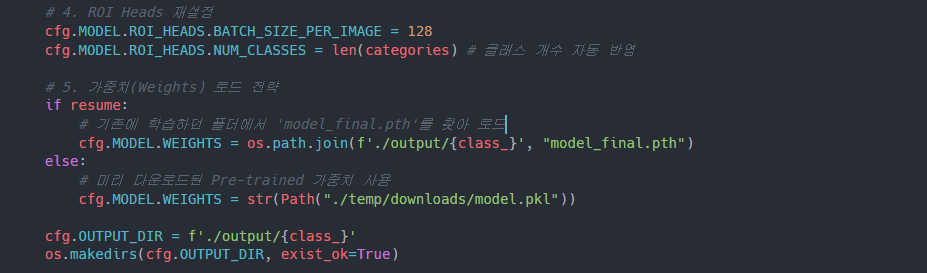 # 4. ROI Heads 재설정
cfg.MODEL.ROI_HEADS.BATCH_SIZE_PER_IMAGE = 128
cfg.MODEL.ROI_HEADS.NUM_CLASSES = len(categories) # 클래스 개수 자동 반영
# 5. 가중치(Weights) 로드 전략
if resume:
# 기존에 학습하던 폴더에서 'model_final.pth'를 찾아 로드
cfg.MODEL.WEIGHTS = os.path.join(f'./output/{class_}', "model_final.pth")
else:
# 미리 다운로드된 Pre-trained 가중치 사용
cfg.MODEL.WEIGHTS = str(Path("./temp/downloads/model.pkl"))
cfg.OUTPUT_DIR = f'./output/{class_}'
os.makedirs(cfg.OUTPUT_DIR, exist_ok=True)